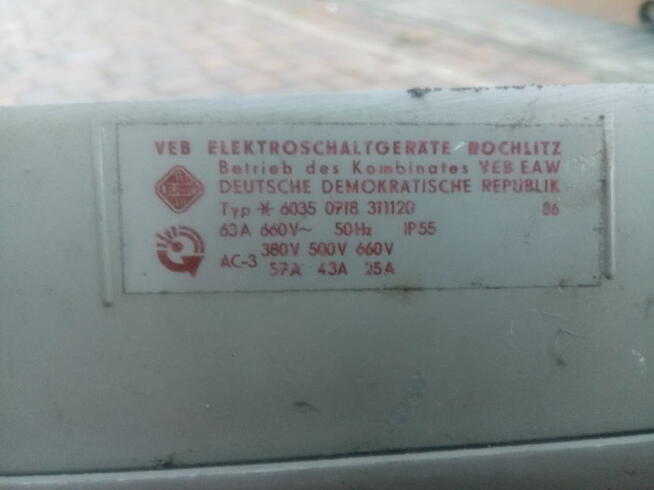 VEB ELEKTROSCHALTGERÄTE ROCHLITZ
Betrieb des Kombinates VEB EAW
DEUTSCHE DEMOKRATISCHE REPUBLIK
Typ * 6035 0918 311120 86
63A 660V~ 50Hz IP55
380V 500V 660V
AC-3 57A 43A 25A